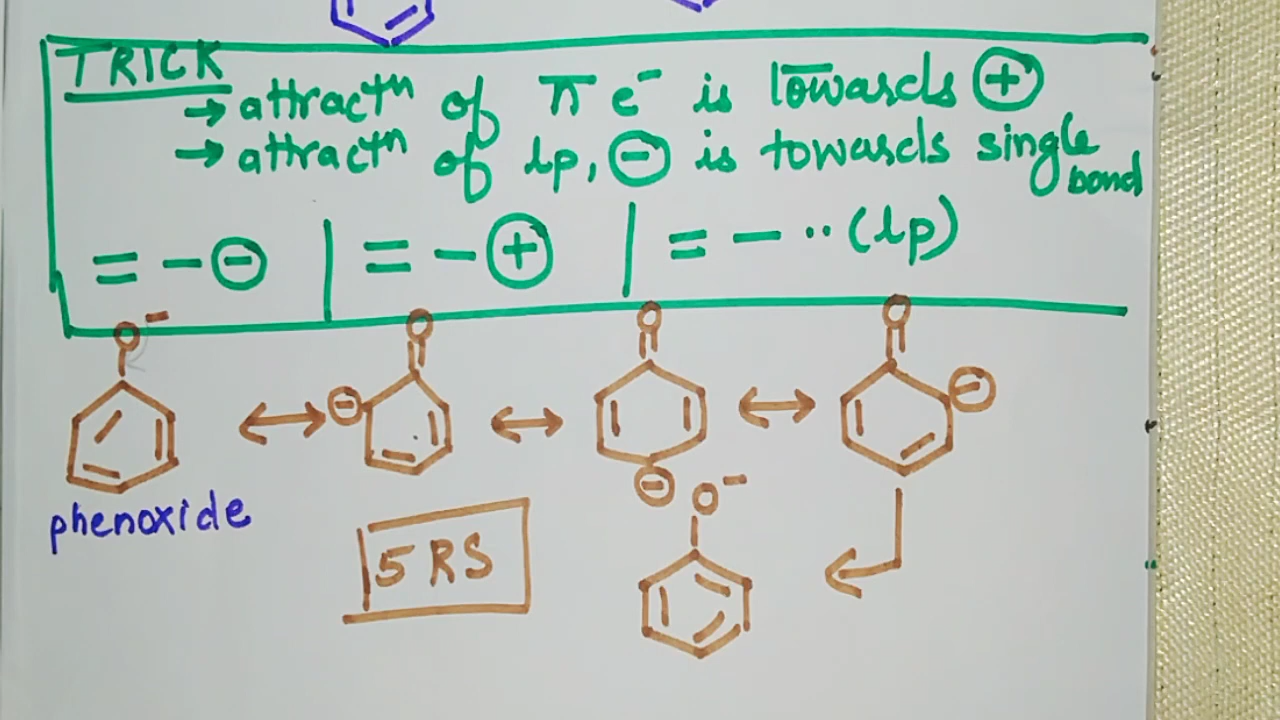 TRICK
→ attractⁿ of π e⁻ is towards ⊕
→ attractⁿ of lp, ⊖ is towards single bond
= - ⊖ | = - ⊕ | = - ·· (lp)
O⁻ O O O
⊖ ⊖
⊖ O⁻
phenoxide
5 RS